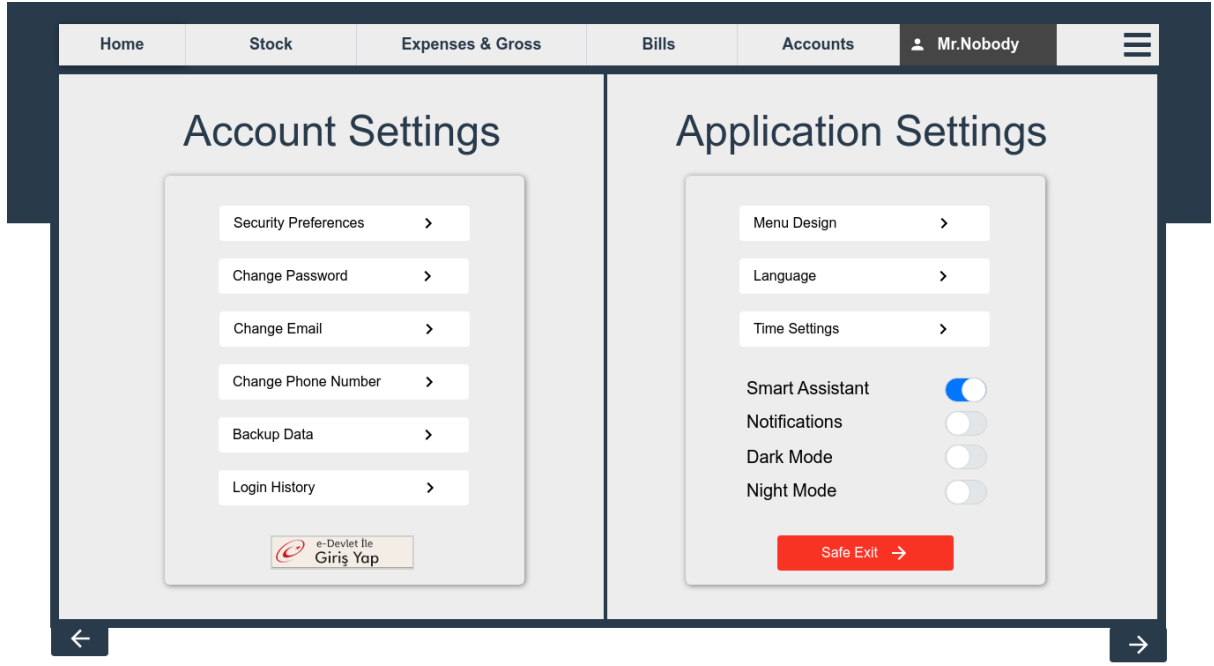 Home
Stock
Expenses & Gross
Bills
Accounts
Mr.Nobody
Account Settings
Security Preferences
Change Password
Change Email
Change Phone Number
Backup Data
Login History
e-Devlet İle
Giriş Yap
Application Settings
Menu Design
Language
Time Settings
Smart Assistant
Notifications
Dark Mode
Night Mode
Safe Exit